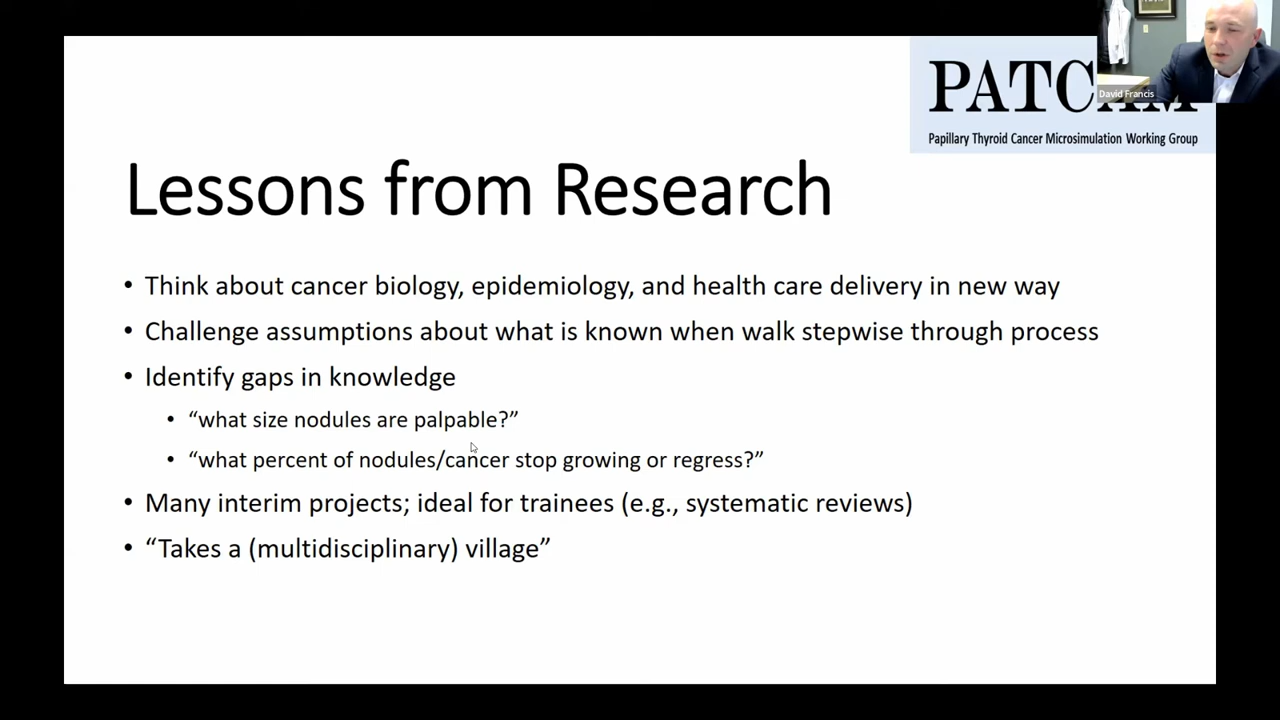 PATCAM
David Francis
Papillary Thyroid Cancer Microsimulation Working Group
Lessons from Research
• Think about cancer biology, epidemiology, and health care delivery in new way
• Challenge assumptions about what is known when walk stepwise through process
• Identify gaps in knowledge
• “what size nodules are palpable?”
• “what percent of nodules/cancer stop growing or regress?”
• Many interim projects; ideal for trainees (e.g., systematic reviews)
• “Takes a (multidisciplinary) village”